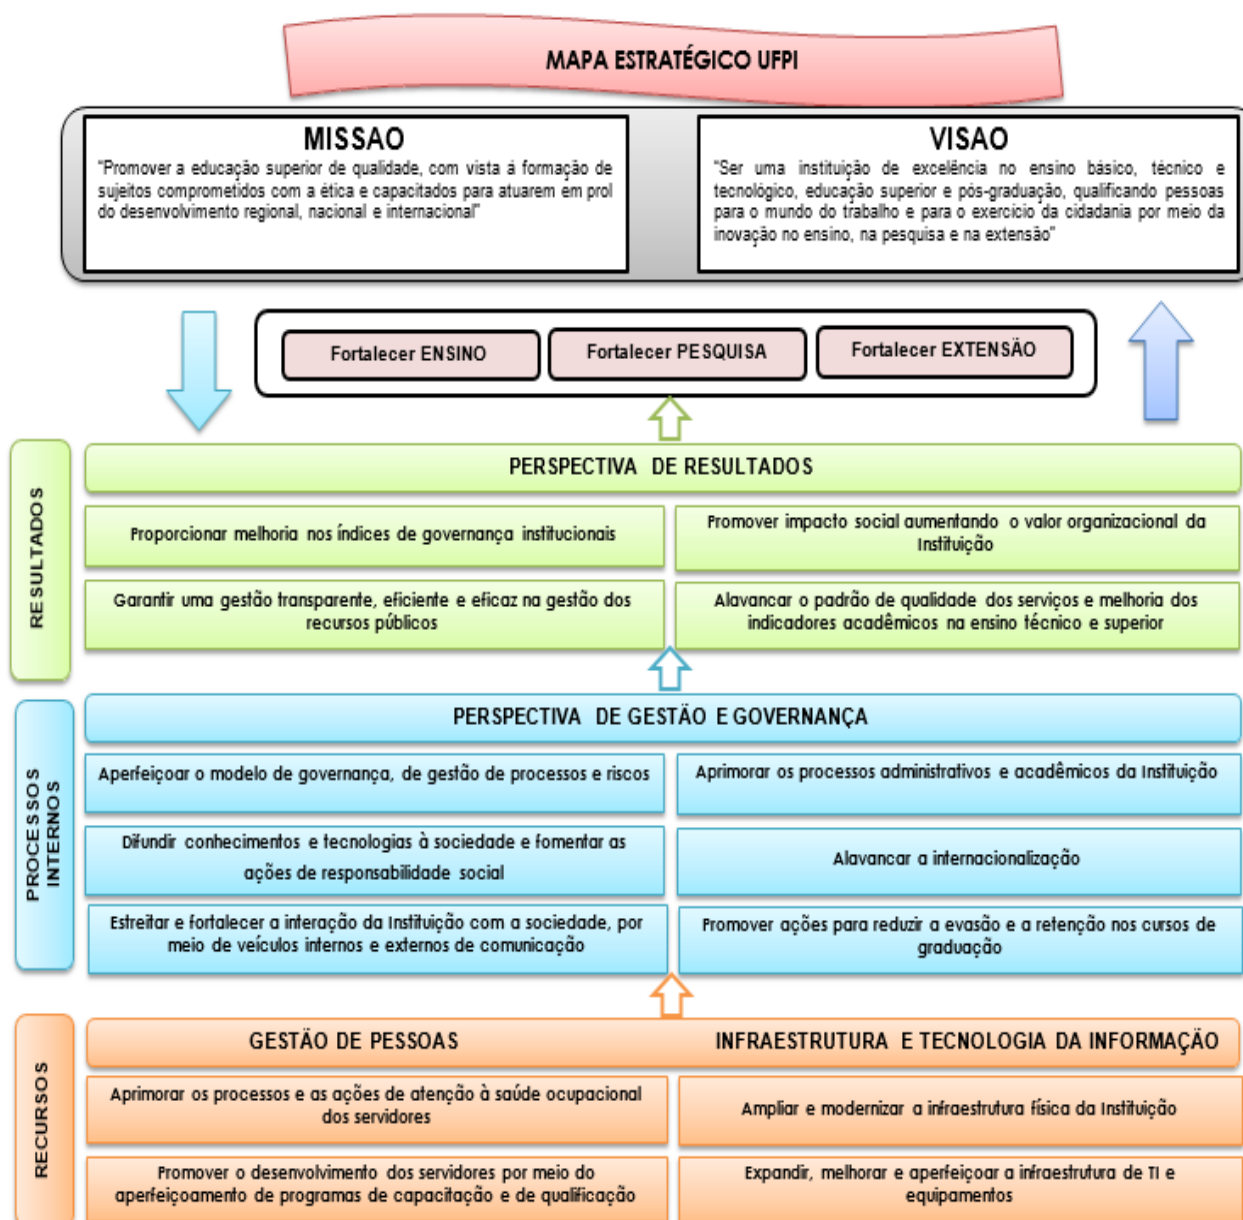 MAPA ESTRATÉGICO UFPI
MISSAO
"Promover a educação superior de qualidade, com vista á formação de
sujeitos comprometidos com a ética e capacitados para atuarem em prol
do desenvolvimento regional, nacional e internacional"
VISAO
"Ser uma instituição de excelência no ensino básico, técnico e
tecnológico, educação superior e pós-graduação, qualificando pessoas
para o mundo do trabalho e para o exercicio da cidadania por meio da
inovação no ensino, na pesquisa e na extensão"
Fortalecer ENSINO
Fortalecer PESQUISA
Fortalecer EXTENSÃO
RESULTADOS
PERSPECTIVA DE RESULTADOS
Proporcionar melhoria nos índices de governança institucionais
Promover impacto social aumentando o valor organizacional da
Instituição
Garantir uma gestão transparente, eficiente e eficaz na gestão dos
recursos públicos
Alavancar o padrão de qualidade dos serviços e melhoria dos
indicadores acadêmicos na ensino técnico e superior
PROCESSOS
INTERNOS
PERSPECTIVA DE GESTÃO E GOVERNANÇA
Aperfeiçoar o modelo de governança, de gestão de processos e riscos
Aprimorar os processos administrativos e acadêmicos da Instituição
Difundir conhecimentos e tecnologias à sociedade e fomentar as
ações de responsabilidade social
Alavancar a internacionalização
Estreitar e fortalecer a interação da Instituição com a sociedade, por
meio de veículos internos e externos de comunicação
Promover ações para reduzir a evasão e a retenção nos cursos de
graduação
RECURSOS
GESTÃO DE PESSOAS
INFRAESTRUTURA E TECNOLOGIA DA INFORMAÇÃO
Aprimorar os processos e as ações de atenção à saúde ocupacional
dos servidores
Ampliar e modernizar a infraestrutura física da Instituição
Promover o desenvolvimento dos servidores por meio do
aperfeiçoamento de programas de capacitação e de qualificação
Expandir, melhorar e aperfeiçoar a infraestrutura de TI e
equipamentos